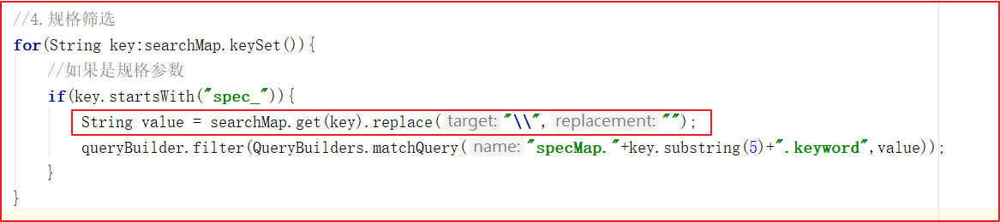 //4.规格筛选
for(String key:searchMap.keySet()){
//如果是规格参数
if(key.startsWith("spec_")){
String value = searchMap.get(key).replace( target: "\\", replacement: "");
queryBuilder.filter(QueryBuilders.matchQuery( name: "specMap."+key.substring(5)+".keyword",value));
}
}